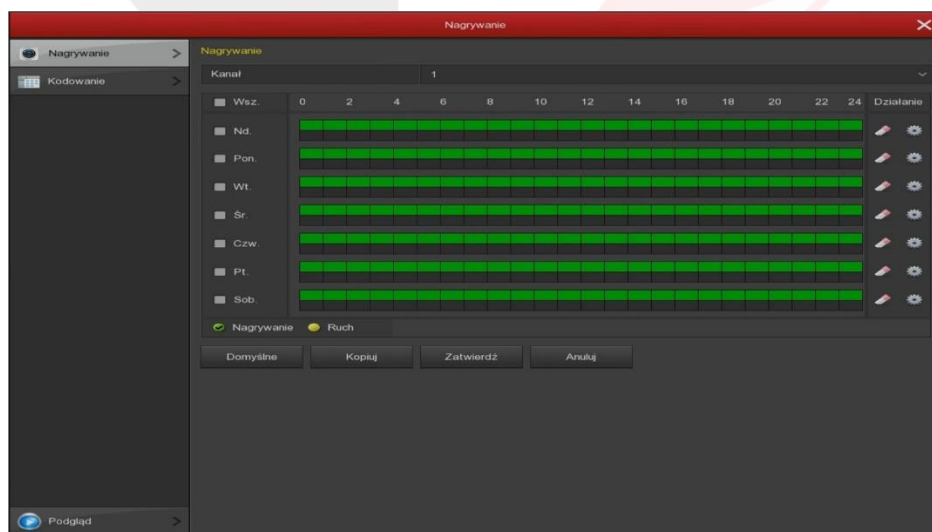 Nagrywanie
Nagrywanie
Kodowanie
Nagrywanie
Kanał 1
Wsz. 0 2 4 6 8 10 12 14 16 18 20 22 24 Działanie
Nd.
Pon.
Wt.
Śr.
Czw.
Pt.
Sob.
Nagrywanie Ruch
Domyślne Kopiuj Zatwierdź Anuluj
Podgląd